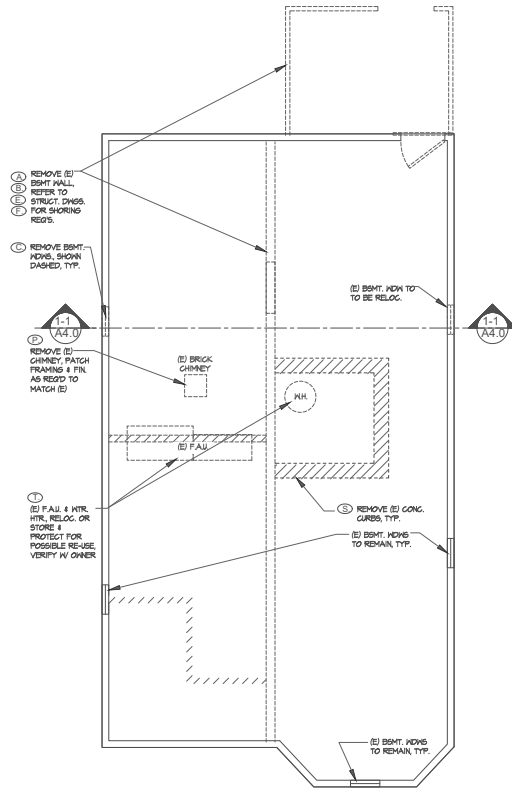 A REMOVE (E)
B BSMT WALL,
REFER TO
E STRUCT. DWGS.
F FOR SHORING
REQ'S.
C REMOVE BSMT.
WDWS., SHOWN
DASHED, TYP.
(E) BSMT. WDW TO
TO BE RELOC.
1-1
A4.0
1-1
A4.0
P
REMOVE (E)
CHIMNEY, PATCH
FRAMING & FIN.
AS REQ'D TO
MATCH (E)
(E) BRICK
CHIMNEY
W.H.
(E) F.A.U.
T
(E) F.A.U. & WTR.
HTR., RELOC. OR
STORE &
PROTECT FOR
POSSIBLE RE-USE,
VERIFY W/ OWNER
S REMOVE (E) CONC.
CURBS, TYP.
(E) BSMT. WDWS
TO REMAIN, TYP.
(E) BSMT. WDWS
TO REMAIN, TYP.